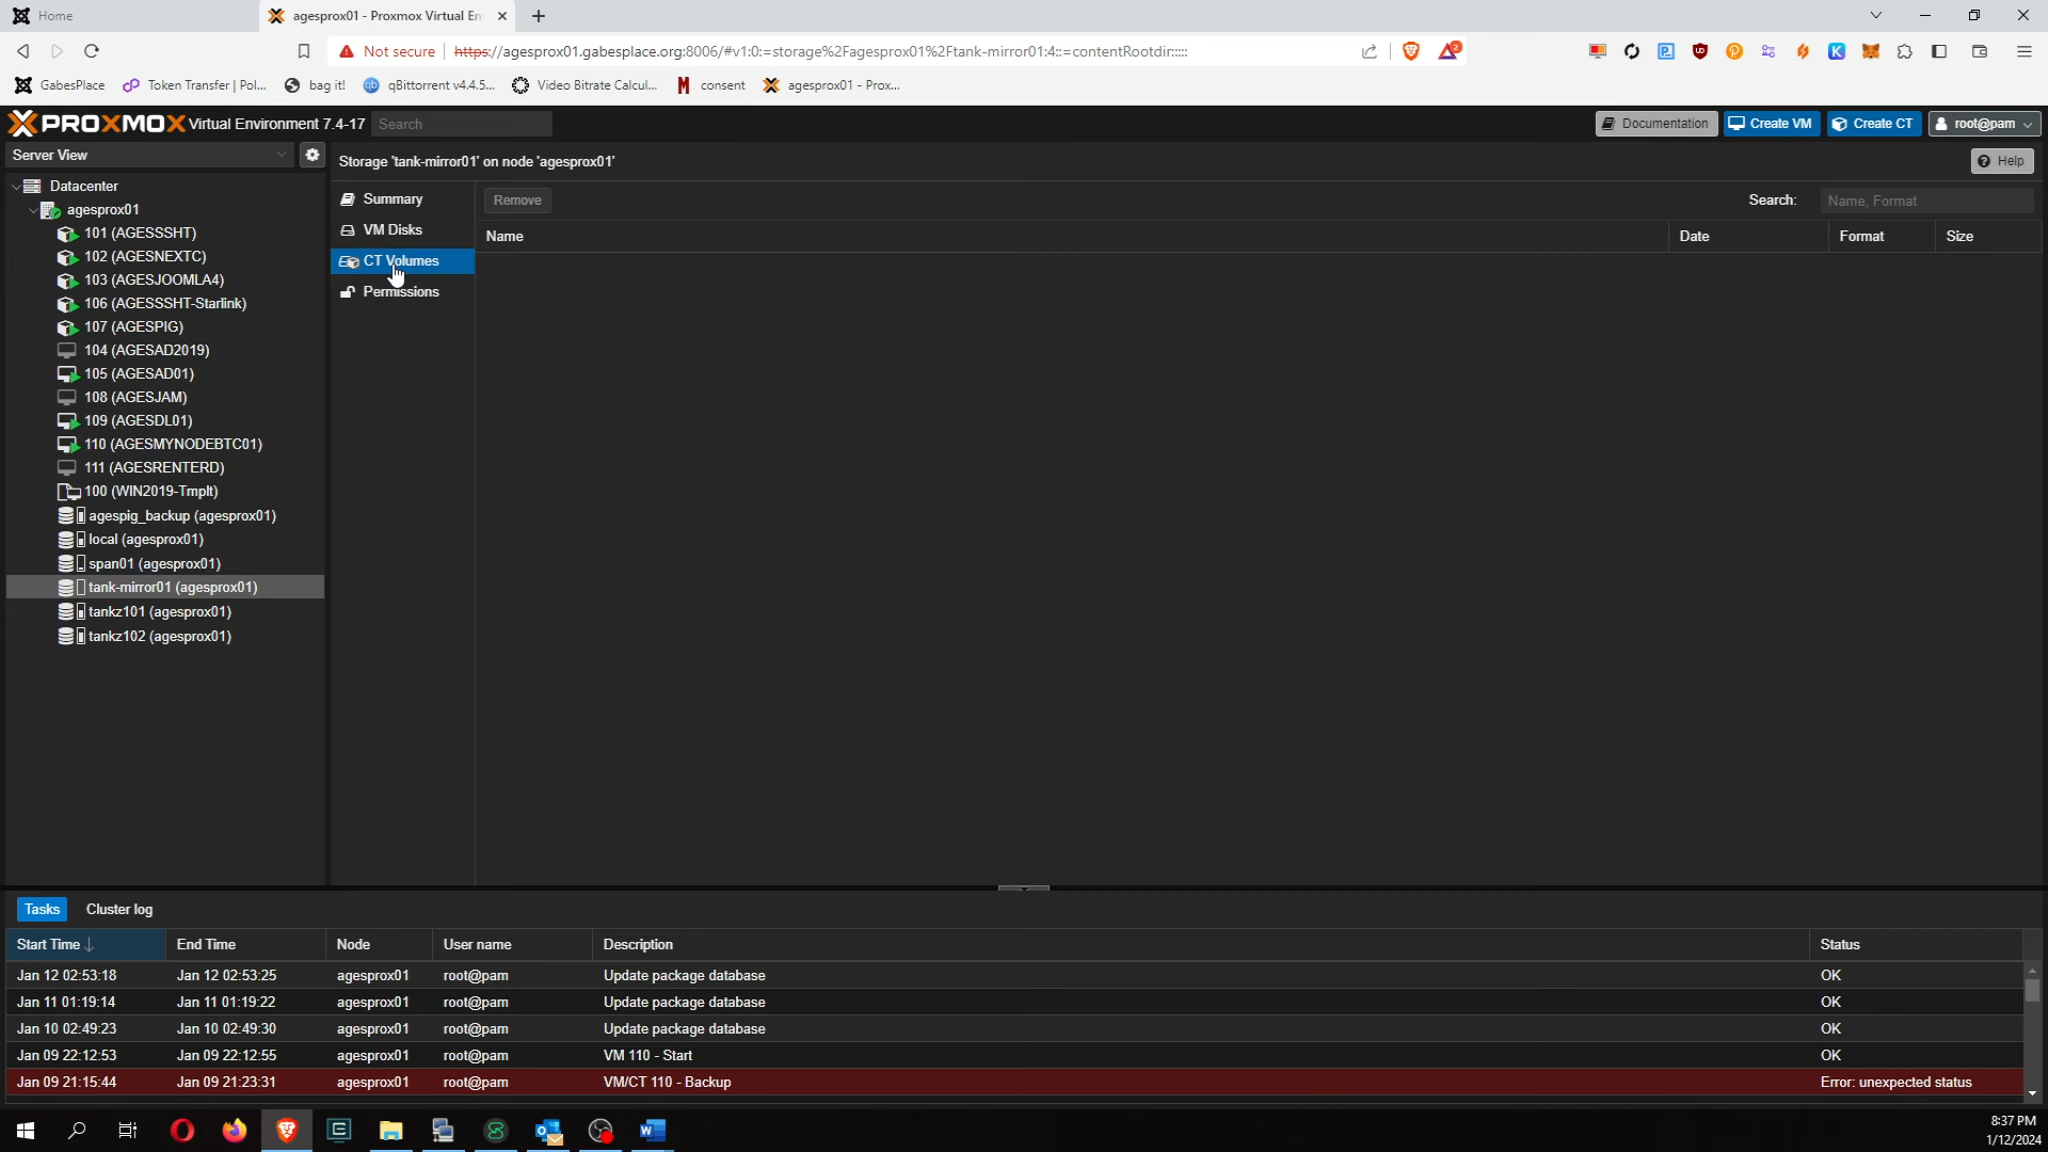 Home
agesprox01 - Proxmox Virtual En
Not secure https://agesprox01.gabesplace.org:8006/#v1:0:=storage%2Fagesprox01%2Ftank-mirror01:4::=contentRootdir:::::
2
GabesPlace Token Transfer | Pol... bag it! qBittorrent v4.4.5... Video Bitrate Calcul... consent agesprox01 - Prox...
PROXMOX Virtual Environment 7.4-17 Search Documentation Create VM Create CT root@pam
Server View
Storage 'tank-mirror01' on node 'agesprox01' Help
Datacenter
agesprox01
101 (AGESSSHT)
102 (AGESNEXTC)
103 (AGESJOOMLA4)
106 (AGESSSHT-Starlink)
107 (AGESPIG)
104 (AGESAD2019)
105 (AGESAD01)
108 (AGESJAM)
109 (AGESDL01)
110 (AGESMYNODEBTC01)
111 (AGESRENTERD)
100 (WIN2019-Tmplt)
agespig_backup (agesprox01)
local (agesprox01)
span01 (agesprox01)
tank-mirror01 (agesprox01)
tankz101 (agesprox01)
tankz102 (agesprox01)
Summary
VM Disks
CT Volumes
Permissions
Remove Search: Name, Format
Name Date Format Size
Tasks Cluster log
Start Time End Time Node User name Description Status
Jan 12 02:53:18 Jan 12 02:53:25 agesprox01 root@pam Update package database OK
Jan 11 01:19:14 Jan 11 01:19:22 agesprox01 root@pam Update package database OK
Jan 10 02:49:23 Jan 10 02:49:30 agesprox01 root@pam Update package database OK
Jan 09 22:12:53 Jan 09 22:12:55 agesprox01 root@pam VM 110 - Start OK
Jan 09 21:15:44 Jan 09 21:23:31 agesprox01 root@pam VM/CT 110 - Backup Error: unexpected status
8:37 PM
1/12/2024